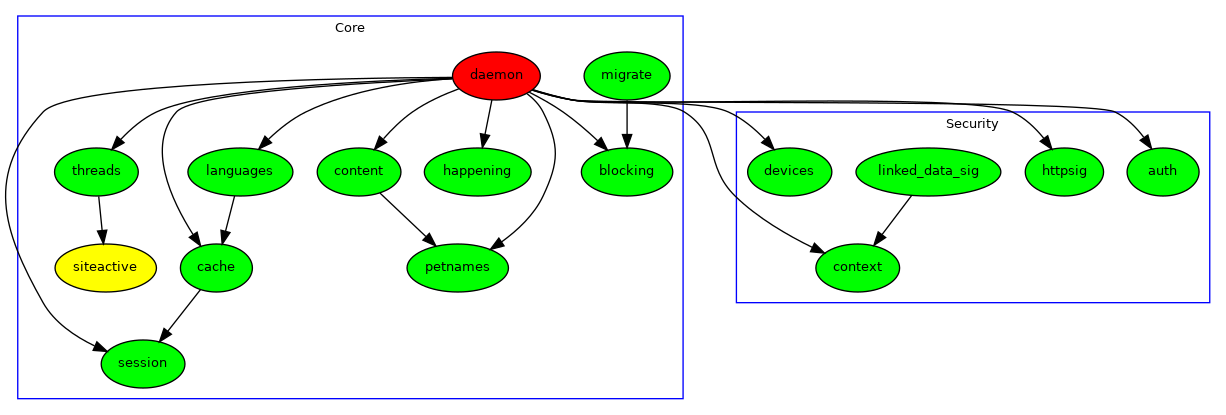 Core
daemon
migrate
Security
threads
languages
content
happening
blocking
devices
linked_data_sig
httpsig
auth
siteactive
cache
petnames
context
session